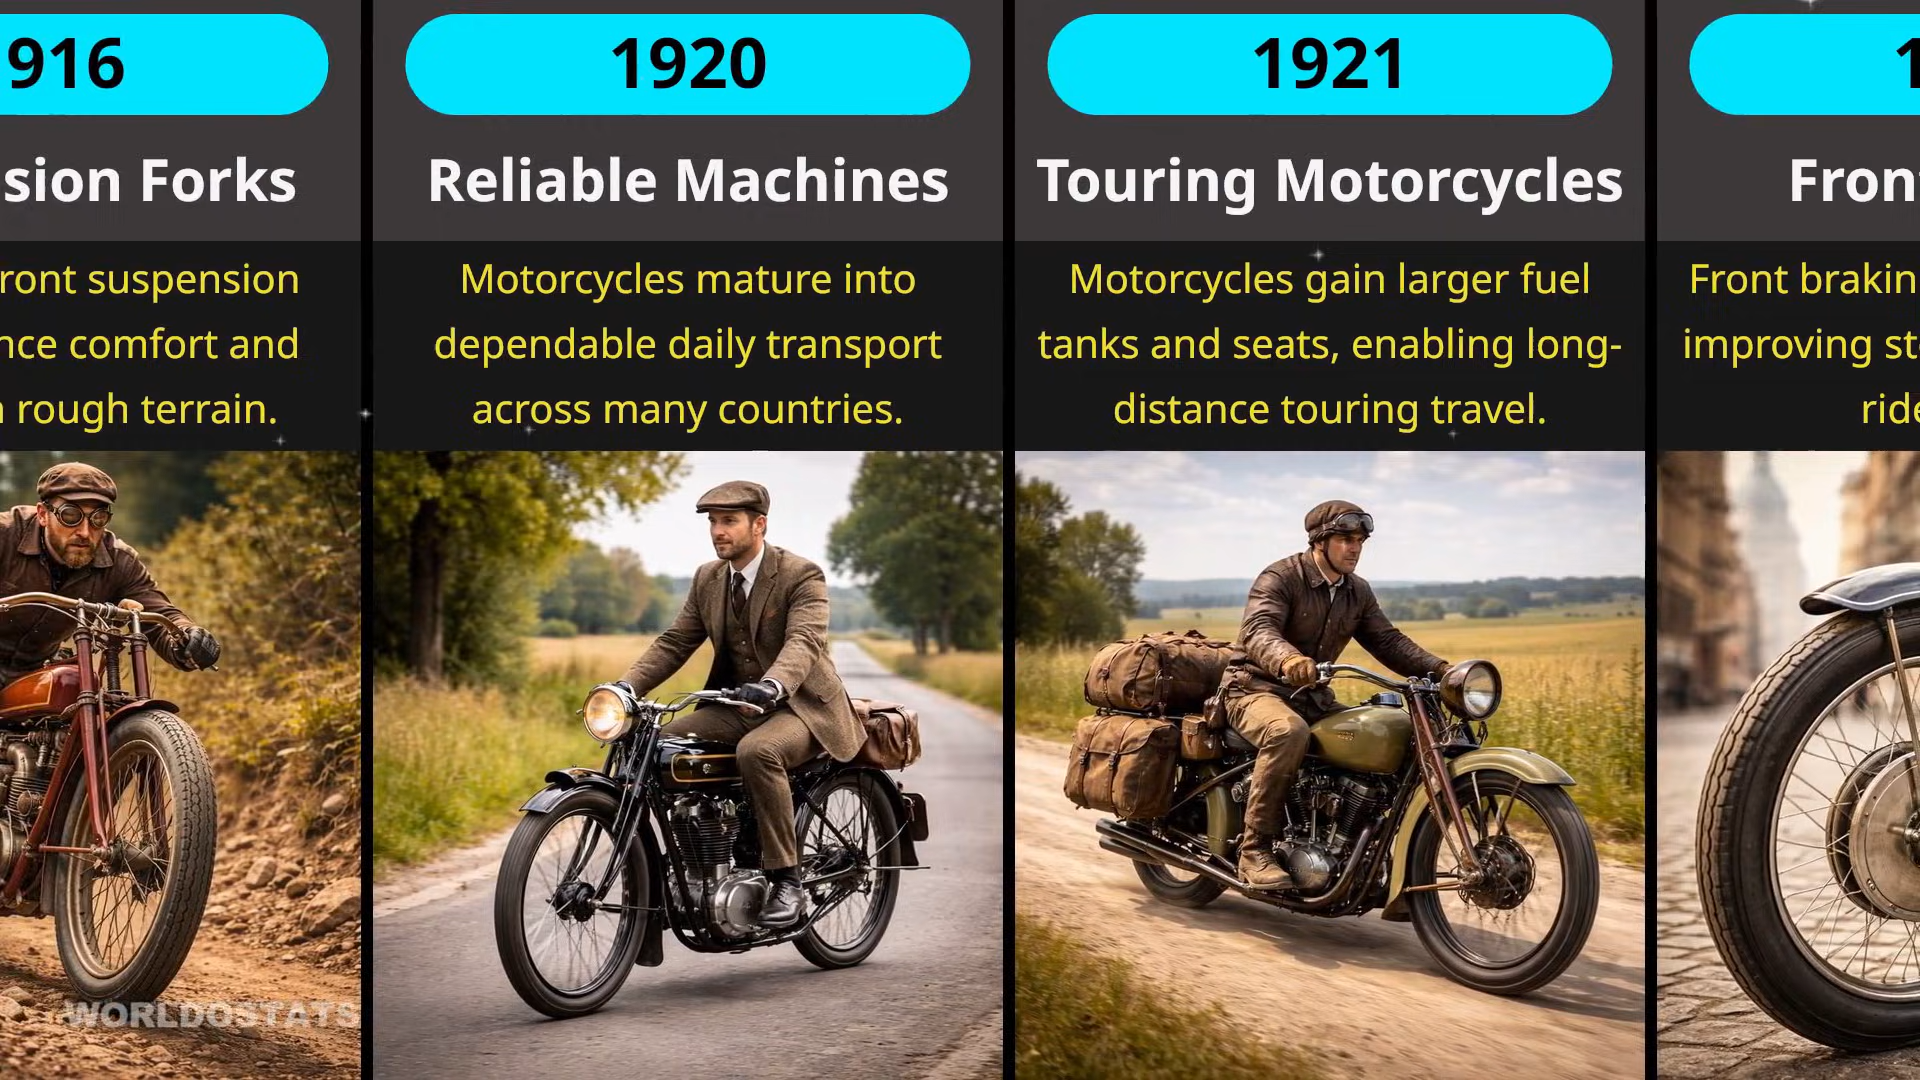 916
sion Forks
ront suspension
nce comfort and
rough terrain.
1920
Reliable Machines
Motorcycles mature into
dependable daily transport
across many countries.
1921
Touring Motorcycles
Motorcycles gain larger fuel
tanks and seats, enabling long-
distance touring travel.
1
Front
Front brakin
improving st
ride
WORLDOSTATS